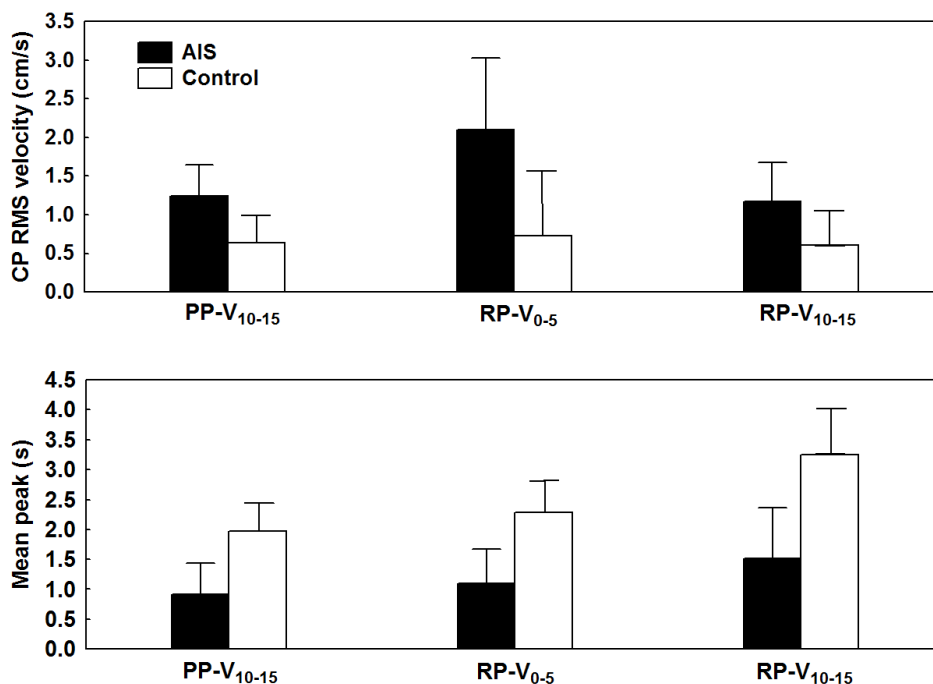 CP RMS velocity (cm/s)
3.5
3.0
2.5
2.0
1.5
1.0
0.5
0.0
AIS
Control
PP-V10-15
RP-V0-5
RP-V10-15
Mean peak (s)
4.5
4.0
3.5
3.0
2.5
2.0
1.5
1.0
0.5
0.0
PP-V10-15
RP-V0-5
RP-V10-15